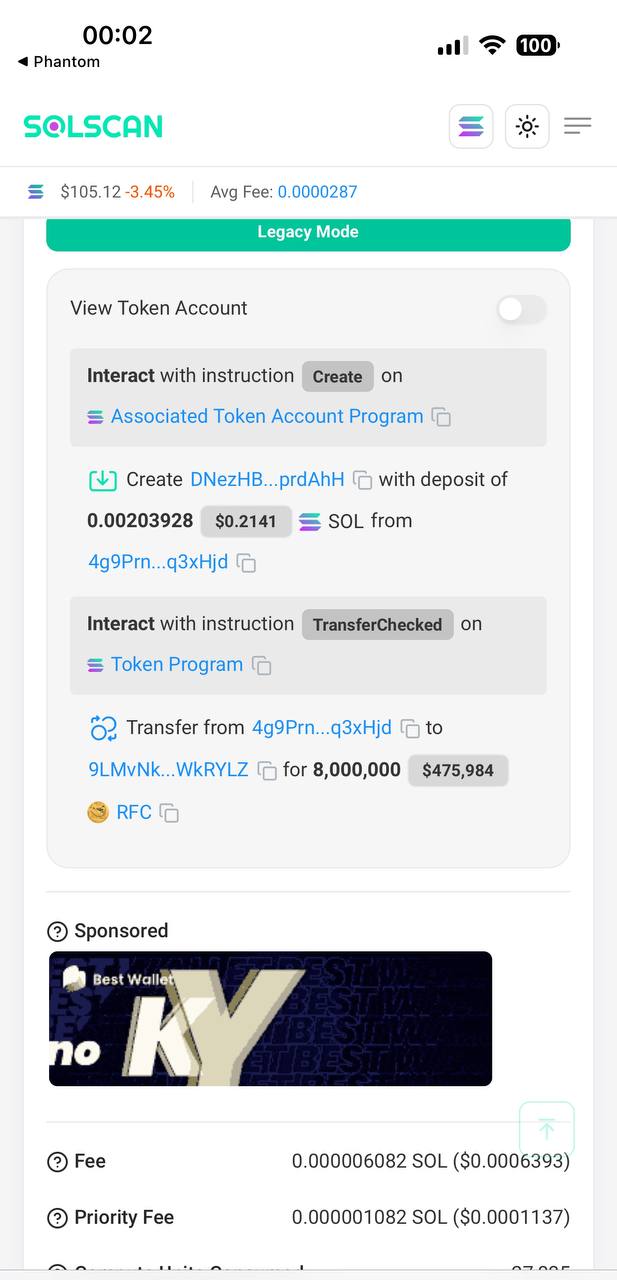 00:02
100
◀ Phantom
SOLSCAN
$105.12 -3.45% Avg Fee: 0.0000287
Legacy Mode
View Token Account
Interact with instruction Create on
Associated Token Account Program
Create DNezHB...prdAhH with deposit of
0.00203928 $0.2141 SOL from
4g9Prn...q3xHjd
Interact with instruction TransferChecked on
Token Program
Transfer from 4g9Prn...q3xHjd to
9LMvNk...WkRYLZ for 8,000,000 $475,984
RFC
Sponsored
Best Wallet
no KY
Fee 0.000006082 SOL ($0.0006393)
Priority Fee 0.000001082 SOL ($0.0001137)